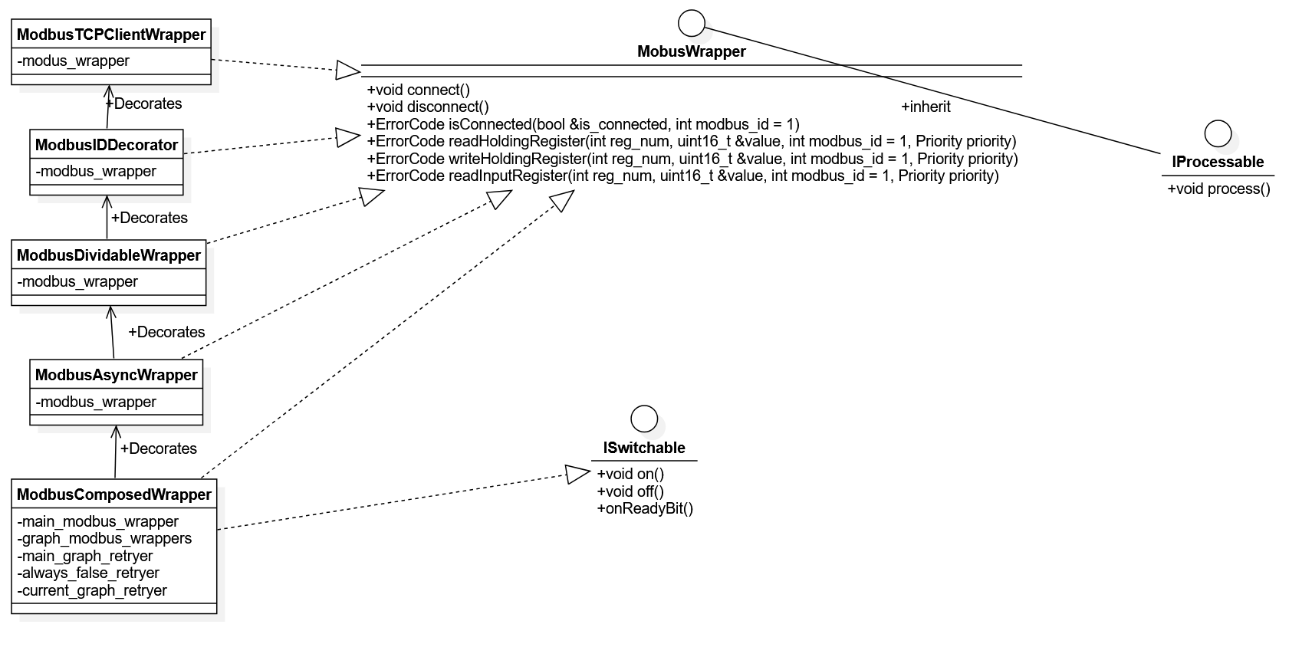 ModbusTCPClientWrapper
-modus_wrapper
+Decorates
ModbusIDDecorator
-modbus_wrapper
+Decorates
ModbusDividableWrapper
-modbus_wrapper
+Decorates
ModbusAsyncWrapper
-modbus_wrapper
+Decorates
ModbusComposedWrapper
-main_modbus_wrapper
-graph_modbus_wrappers
-main_graph_retryer
-always_false_retryer
-current_graph_retryer
MobusWrapper
+void connect()
+void disconnect()
+ErrorCode isConnected(bool &is_connected, int modbus_id = 1)
+ErrorCode readHoldingRegister(int reg_num, uint16_t &value, int modbus_id = 1, Priority priority)
+ErrorCode writeHoldingRegister(int reg_num, uint16_t &value, int modbus_id = 1, Priority priority)
+ErrorCode readInputRegister(int reg_num, uint16_t &value, int modbus_id = 1, Priority priority)
+inherit
IProcessable
+void process()
ISwitchable
+void on()
+void off()
+onReadyBit()